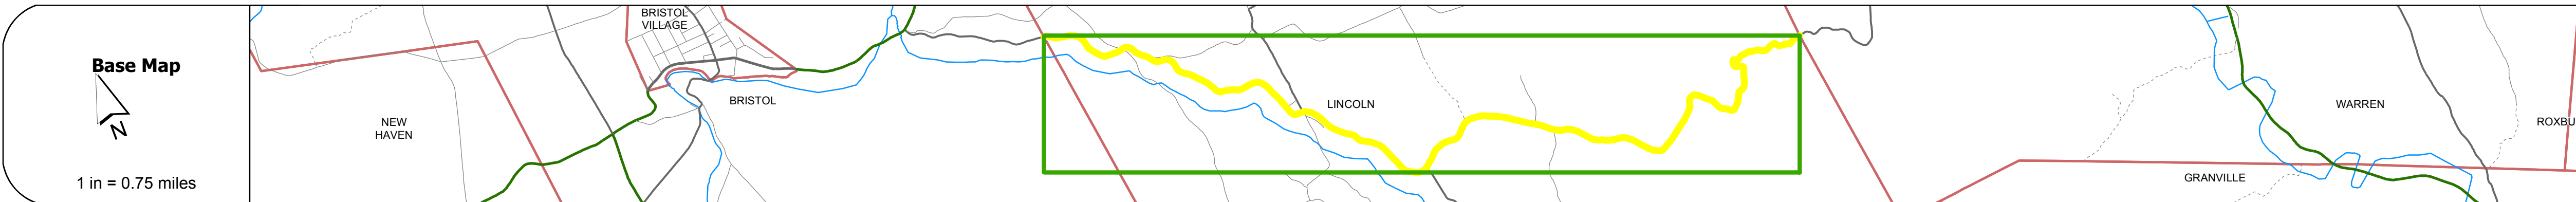 Base Map
N
1 in = 0.75 miles
NEW
HAVEN
BRISTOL
VILLAGE
BRISTOL
LINCOLN
WARREN
GRANVILLE
ROXBU